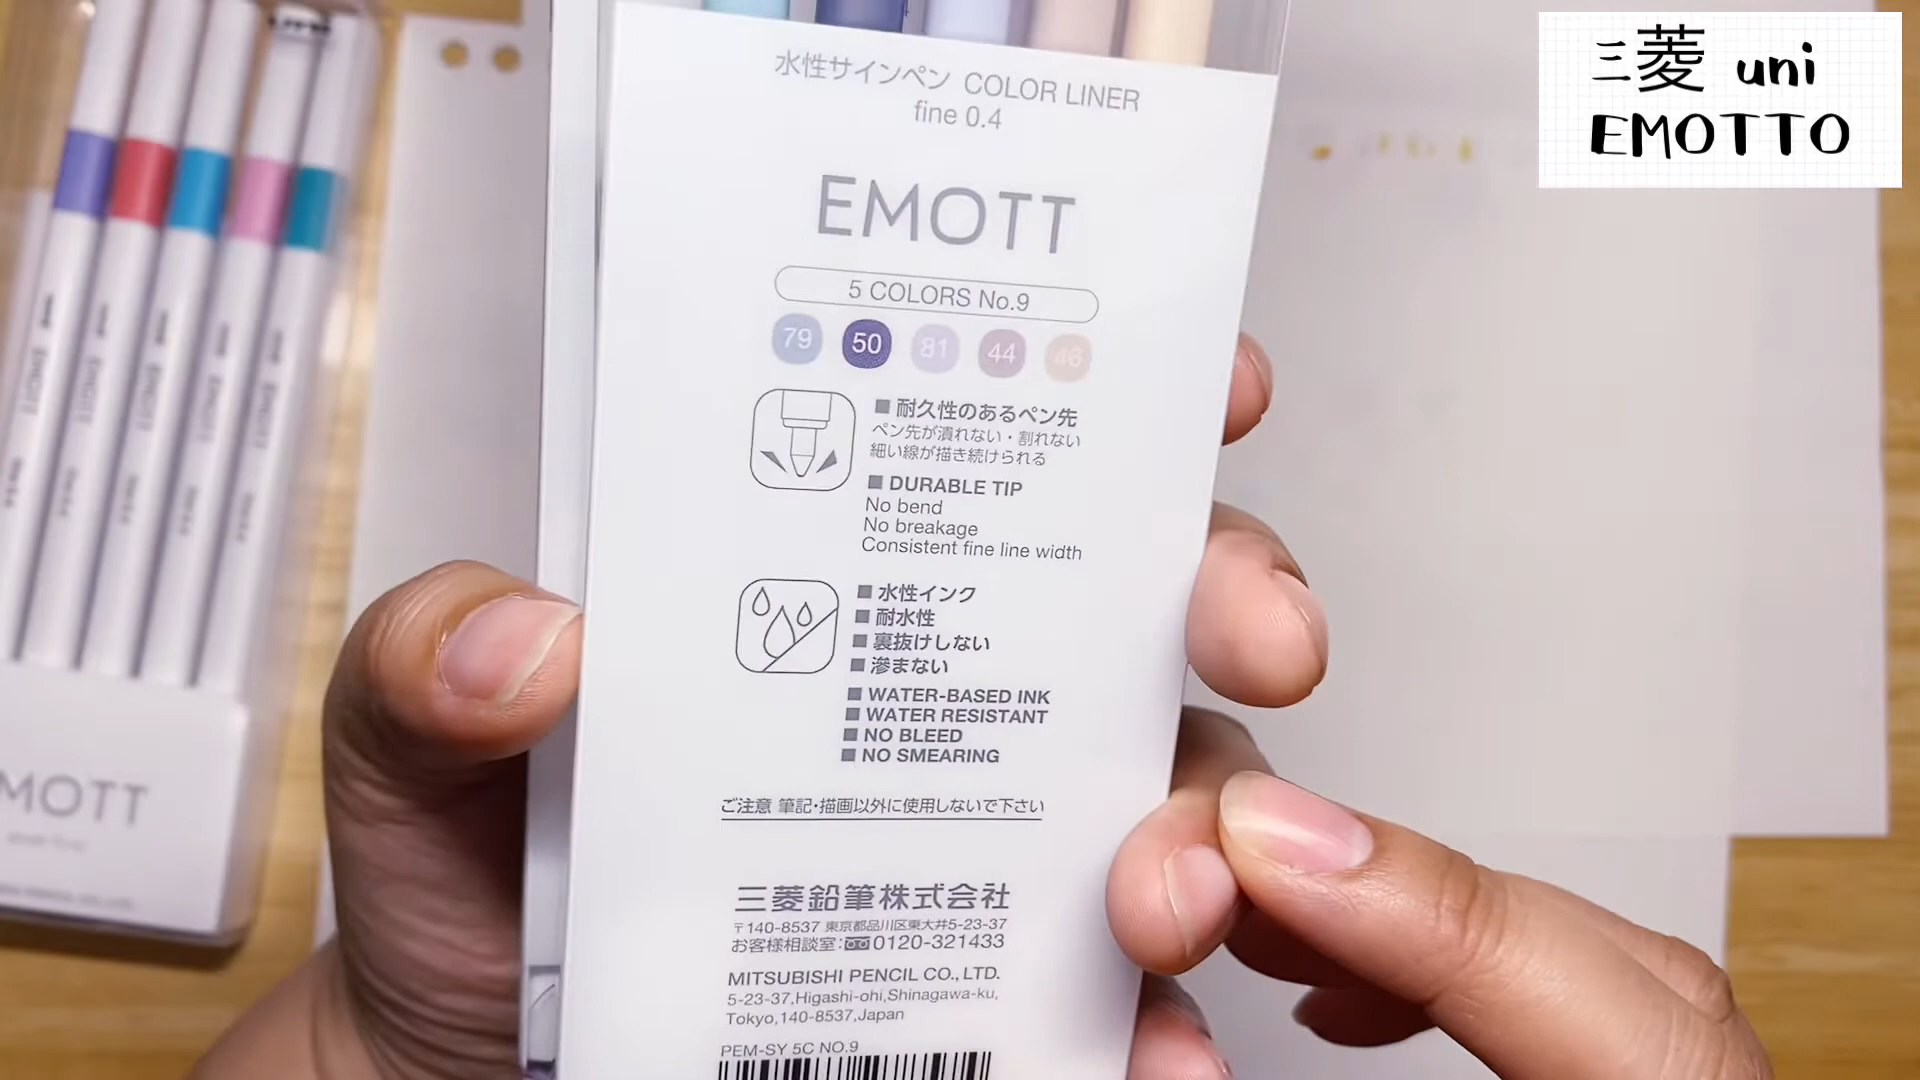 三菱 uni
EMOTTO
水性サインペン COLOR LINER
fine 0.4
EMOTT
5 COLORS No.9
79 50 81 44 46
■ 耐久性のあるペン先
ペン先が潰れない・割れない
細い線が描き続けられる
■ DURABLE TIP
No bend
No breakage
Consistent fine line width
■ 水性インク
■ 耐水性
■ 裏抜けしない
■ 滲まない
■ WATER-BASED INK
■ WATER RESISTANT
■ NO BLEED
■ NO SMEARING
ご注意 筆記・描画以外に使用しないで下さい
三菱鉛筆株式会社
〒140-8537 東京都品川区東大井5-23-37
お客様相談室:0120-321433
MITSUBISHI PENCIL CO., LTD.
5-23-37,Higashi-ohi,Shinagawa-ku,
Tokyo,140-8537,Japan
PEM-SY 5C NO.9
MOTT